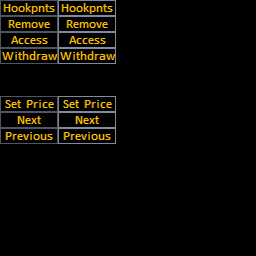 Hookpnts Hookpnts
Remove Remove
Access Access
Withdraw Withdraw
Set Price Set Price
Next Next
Previous Previous